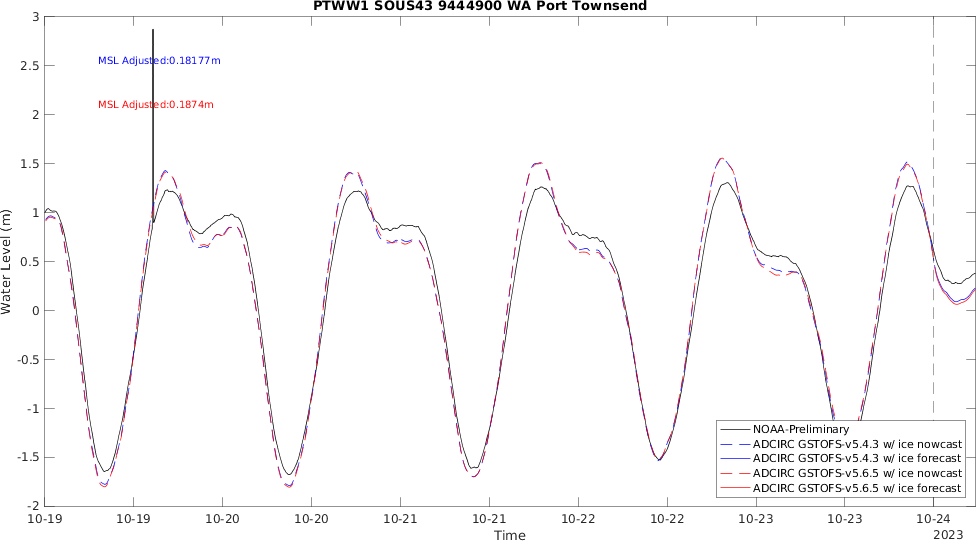 PTWW1 SOUS43 9444900 WA Port Townsend
3
2.5
2
1.5
1
0.5
0
-0.5
-1
-1.5
-2
Water Level (m)
MSL Adjusted:0.18177m
MSL Adjusted:0.1874m
NOAA-Preliminary
ADCIRC GSTOFS-v5.4.3 w/ ice nowcast
ADCIRC GSTOFS-v5.4.3 w/ ice forecast
ADCIRC GSTOFS-v5.6.5 w/ ice nowcast
ADCIRC GSTOFS-v5.6.5 w/ ice forecast
10-19 10-19 10-20 10-20 10-21 10-21 10-22 10-22 10-23 10-23 10-24
2023
Time